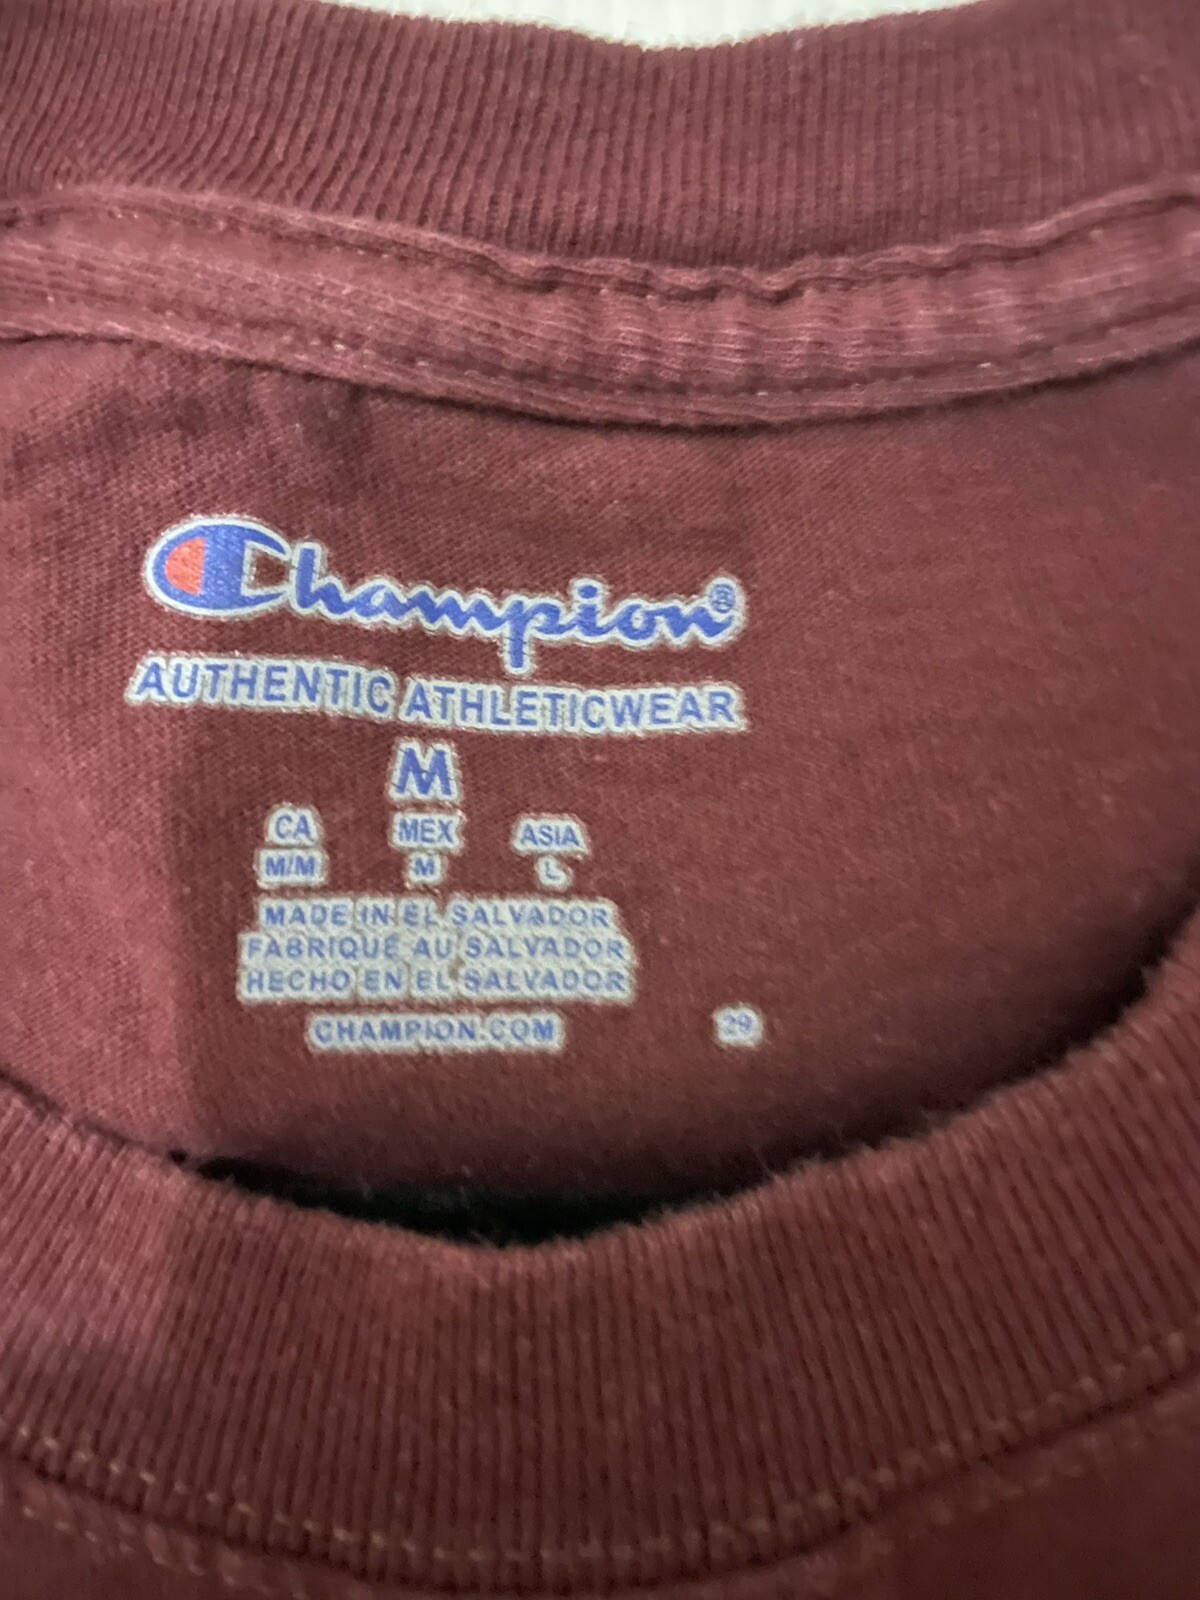 Champion®
AUTHENTIC ATHLETICWEAR
M
CA MEX ASIA
M/M M L
MADE IN EL SALVADOR
FABRIQUÉ AU SALVADOR
HECHO EN EL SALVADOR
CHAMPION.COM 29